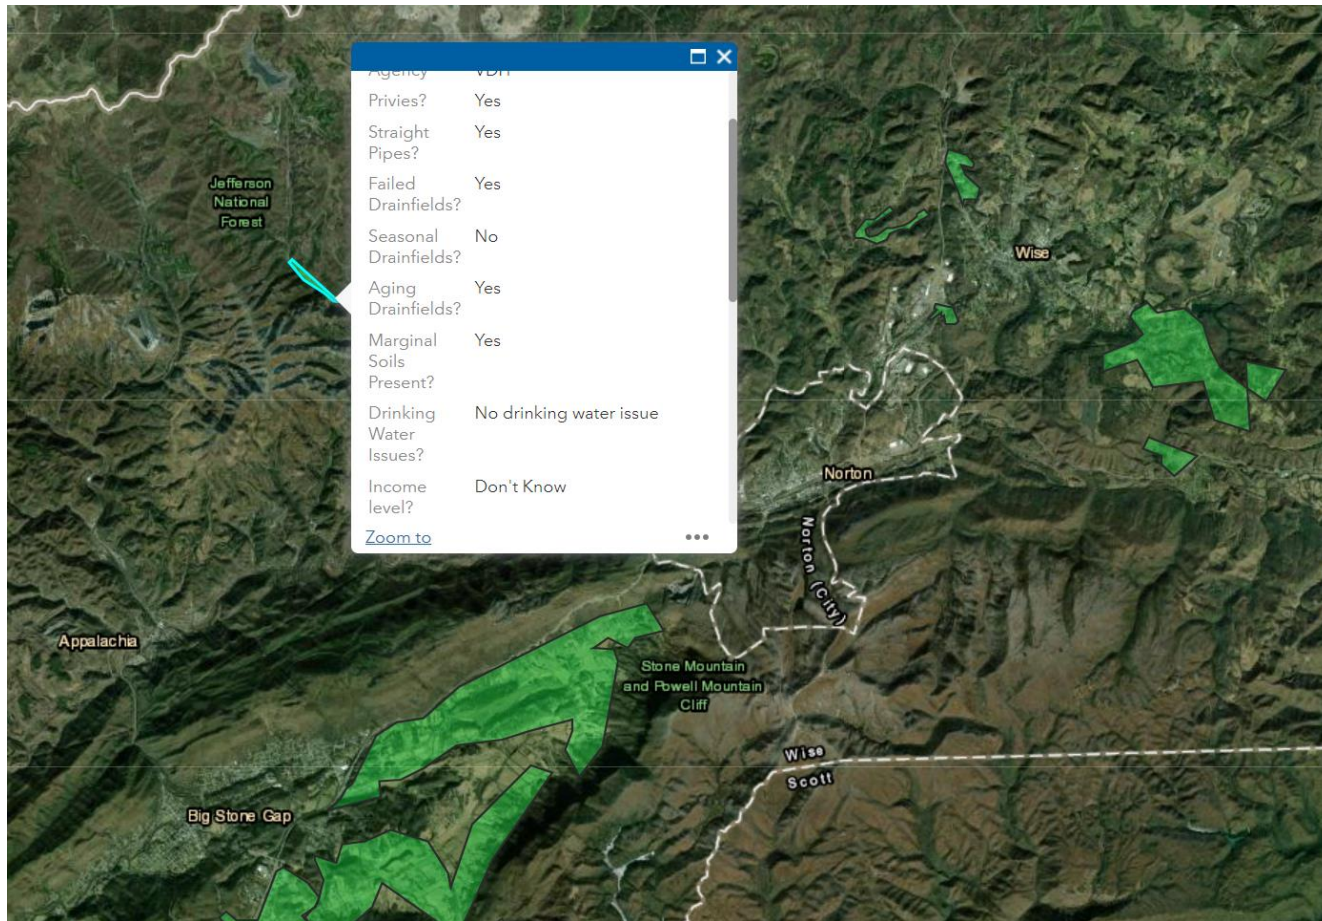 Agency VDH
Privies? Yes
Straight Yes
Pipes?
Failed Yes
Drainfields?
Seasonal No
Drainfields?
Aging Yes
Drainfields?
Marginal Yes
Soils
Present?
Drinking No drinking water issue
Water
Issues?
Income Don't Know
level?
Zoom to
Jefferson
National
Forest
Wise
Norton
Norton (City)
Appalachia
Stone Mountain
and Powell Mountain
Cliff
Wise
Scott
Big Stone Gap